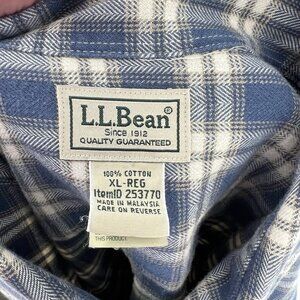 L.L.Bean®
Since 1912
QUALITY GUARANTEED
100% COTTON
XL-REG
ItemID 253770
MADE IN MALAYSIA
CARE ON REVERSE
THIS PRODUCT